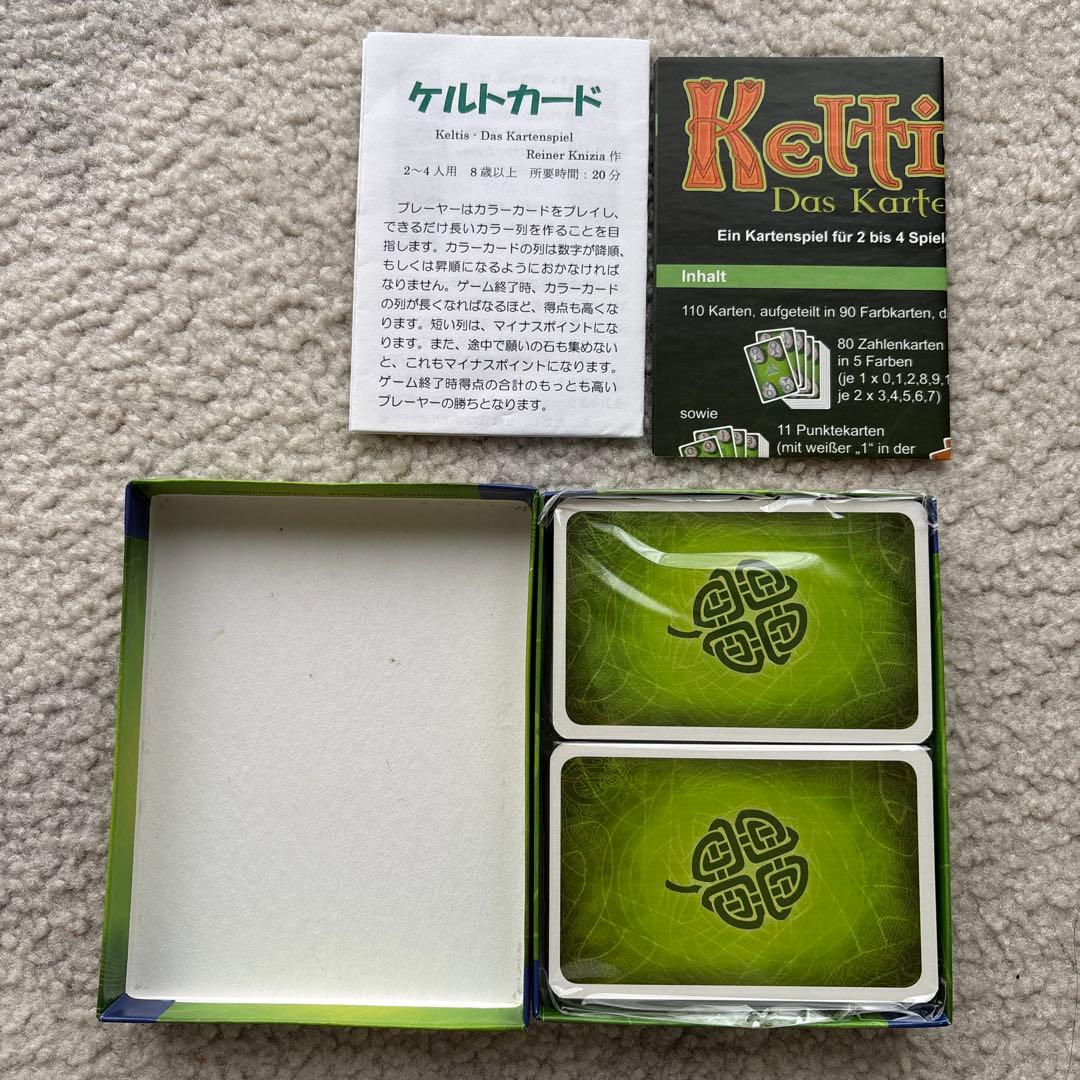 ケルトカード
Keltis・Das Kartenspiel
Reiner Knizia 作
2〜4人用 8歳以上 所要時間：20分
プレーヤーはカラーカードをプレイし、
できるだけ長いカラー列を作ることを目
指します。カラーカードの列は数字が降順、
もしくは昇順になるようにおかなければ
なりません。ゲーム終了時、カラーカード
の列が長くなればなるほど、得点も高くな
ります。短い列は、マイナスポイントにな
ります。また、途中で願いの石も集めない
と、これもマイナスポイントになります。
ゲーム終了時得点の合計のもっとも高い
プレーヤーの勝ちとなります。
Kelti
Das Karte
Ein Kartenspiel für 2 bis 4 Spiele
Inhalt
110 Karten, aufgeteilt in 90 Farbkarten, d
80 Zahlenkarten
in 5 Farben
(je 1 x 0,1,2,8,9,1
je 2 x 3,4,5,6,7)
sowie
11 Punktekarten
(mit weißer „1“ in der